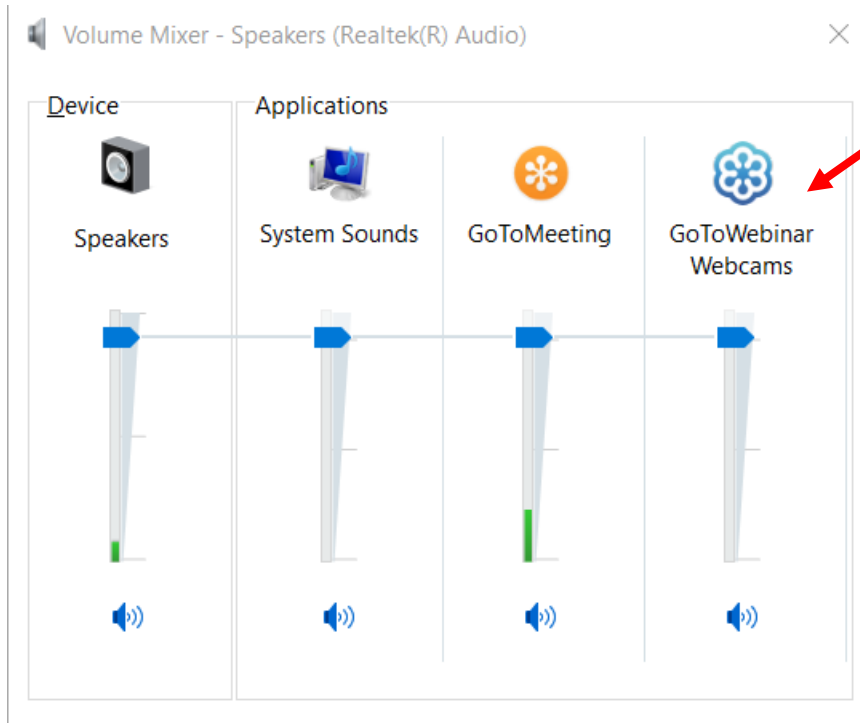 Volume Mixer - Speakers (Realtek(R) Audio)
Device
Applications
Speakers
System Sounds
GoToMeeting
GoToWebinar
Webcams